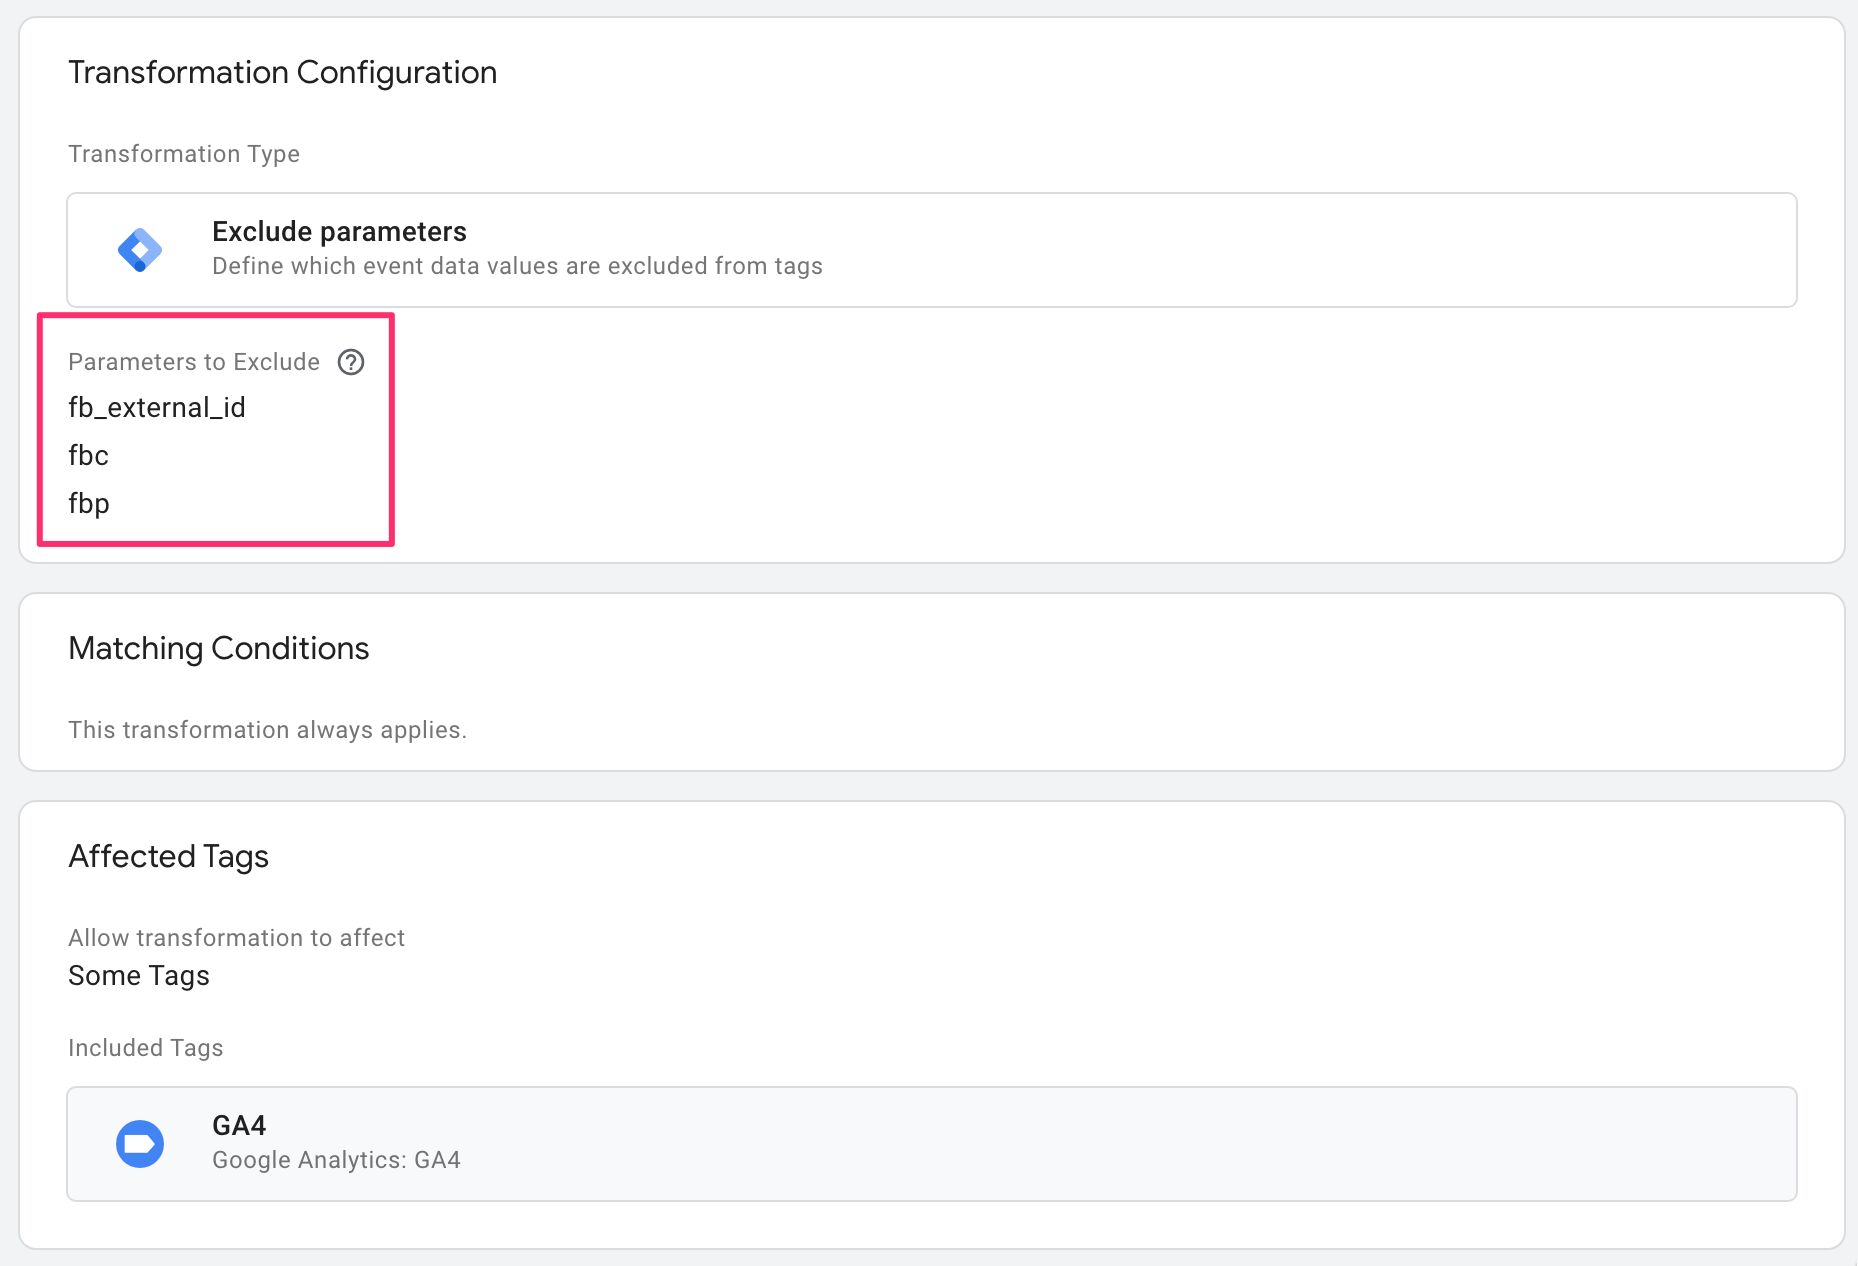 Transformation Configuration
Transformation Type
Exclude parameters
Define which event data values are excluded from tags
Parameters to Exclude
fb_external_id
fbc
fbp
Matching Conditions
This transformation always applies.
Affected Tags
Allow transformation to affect
Some Tags
Included Tags
GA4
Google Analytics: GA4